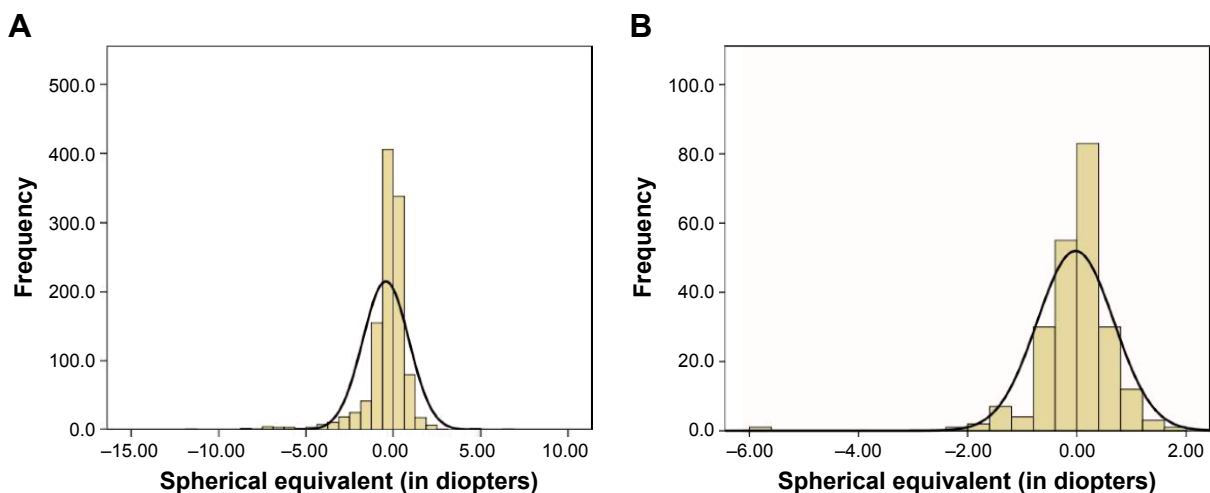 A
Frequency
500.0
400.0
300.0
200.0
100.0
0.0
–15.00 –10.00 –5.00 0.00 5.00 10.00
Spherical equivalent (in diopters)
B
Frequency
100.0
80.0
60.0
40.0
20.0
0.0
–6.00 –4.00 –2.00 0.00 2.00
Spherical equivalent (in diopters)